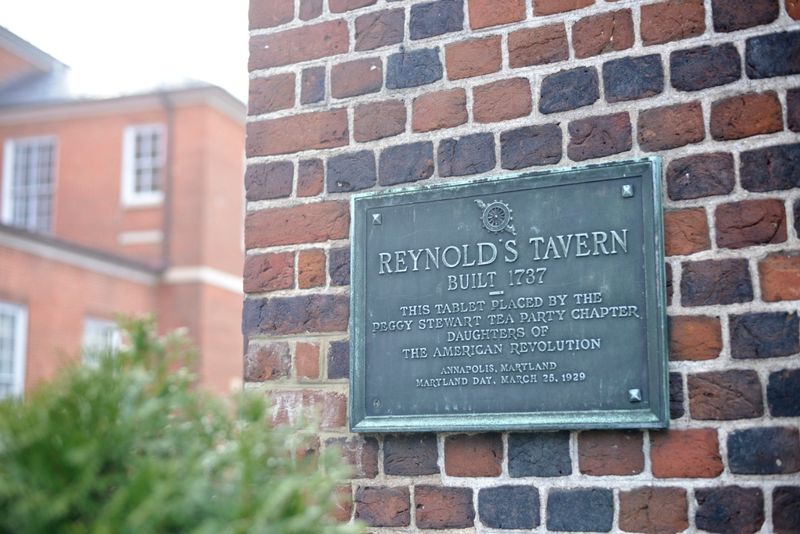 REYNOLD'S TAVERN
BUILT 1737
THIS TABLET PLACED BY THE
PEGGY STEWART TEA PARTY CHAPTER
DAUGHTERS OF
THE AMERICAN REVOLUTION
ANNAPOLIS, MARYLAND
MARYLAND DAY, MARCH 25, 1929